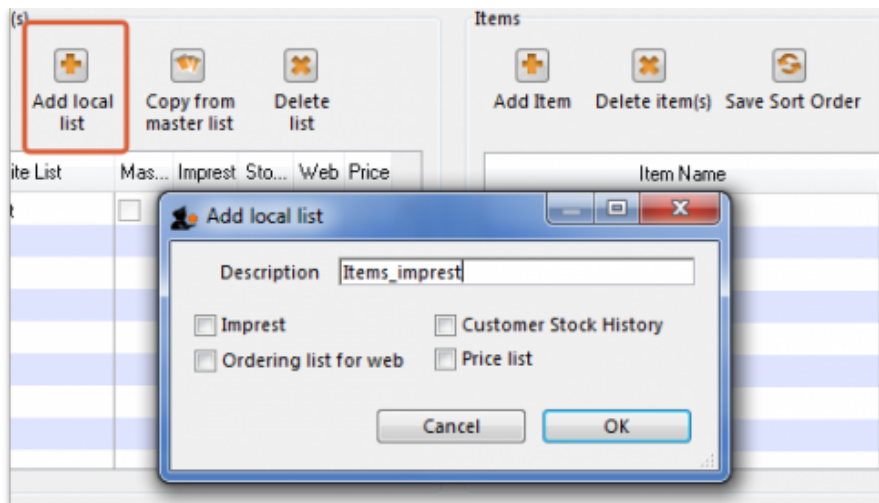 (s)
Items
Add local
list
Copy from
master list
Delete
list
Add Item
Delete item(s)
Save Sort Order
ite List
Mas...
Imprest
Sto...
Web
Price
Item Name
t
Add local list
Description
Items_imprest
Imprest
Customer Stock History
Ordering list for web
Price list
Cancel
OK